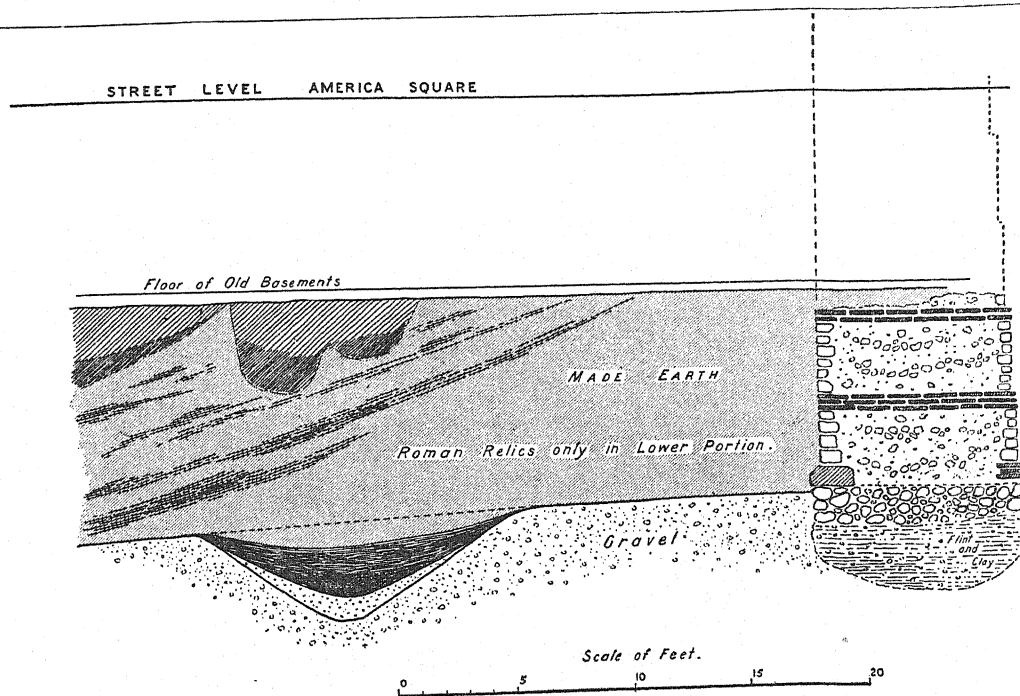 STREET LEVEL AMERICA SQUARE
Floor of Old Basements
MADE EARTH
Roman Relics only in Lower Portion.
Gravel
Flint
and
Clay
Scale of Feet.
0 5 10 15 20